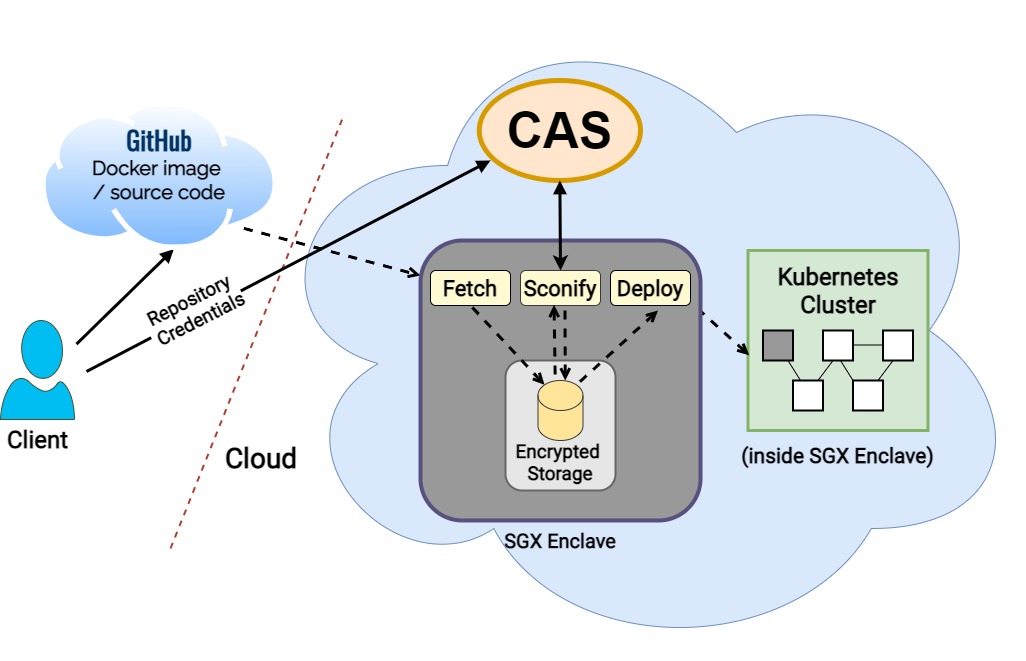 CAS
GitHub
Docker image
/ source code
Repository
Credentials
Client
Cloud
Fetch
Sconify
Deploy
Encrypted
Storage
SGX Enclave
Kubernetes
Cluster
(inside SGX Enclave)